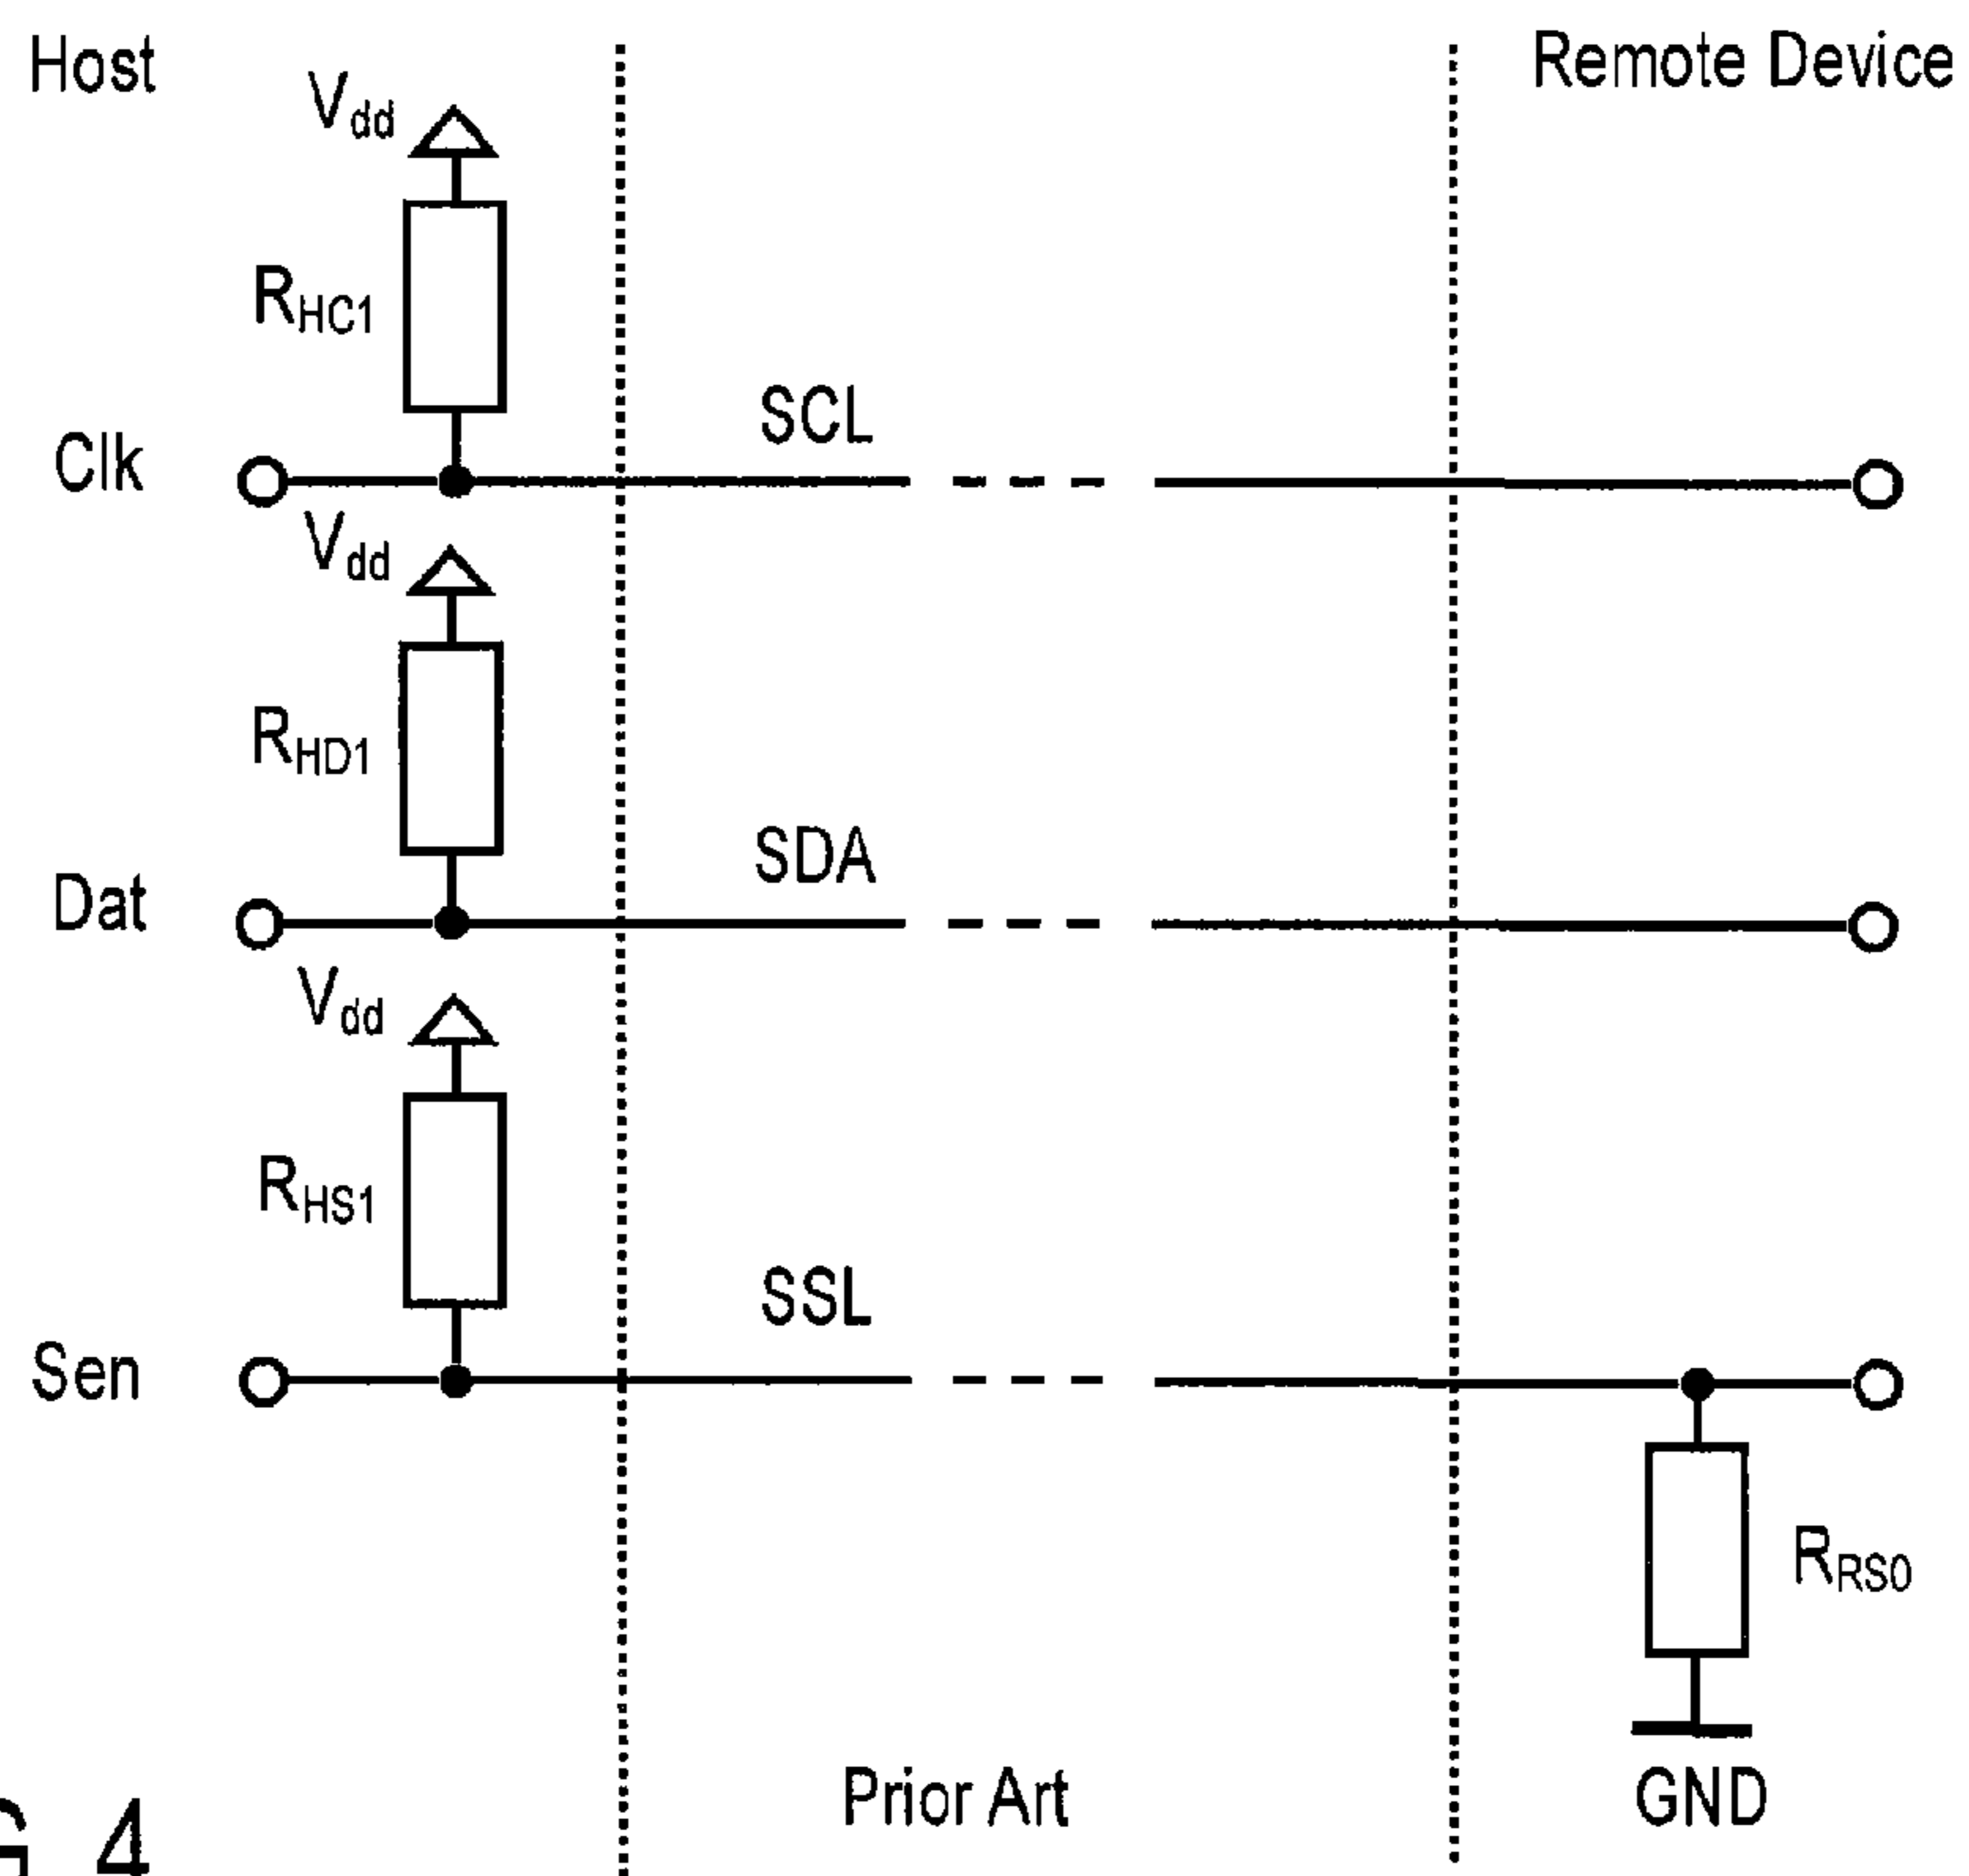 Host
Remote Device
Vdd
RHC1
SCL
Clk
Vdd
RHD1
SDA
Dat
Vdd
RHS1
SSL
Sen
RRS0
Prior Art
GND
G 4